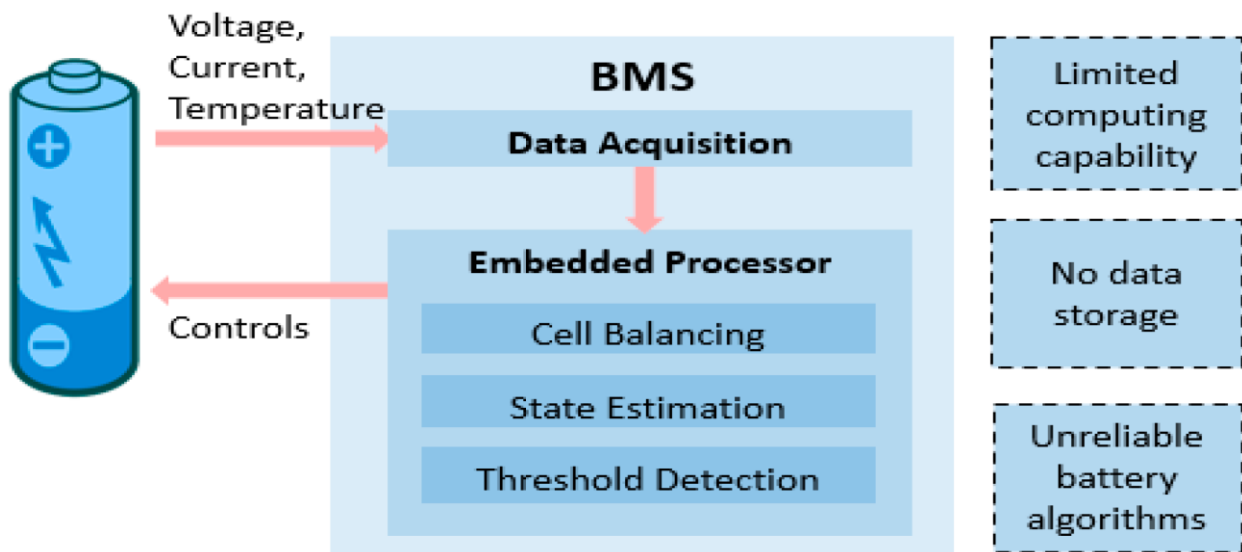 Voltage,
Current,
Temperature
BMS
Data Acquisition
Embedded Processor
Cell Balancing
State Estimation
Threshold Detection
Controls
Limited
computing
capability
No data
storage
Unreliable
battery
algorithms